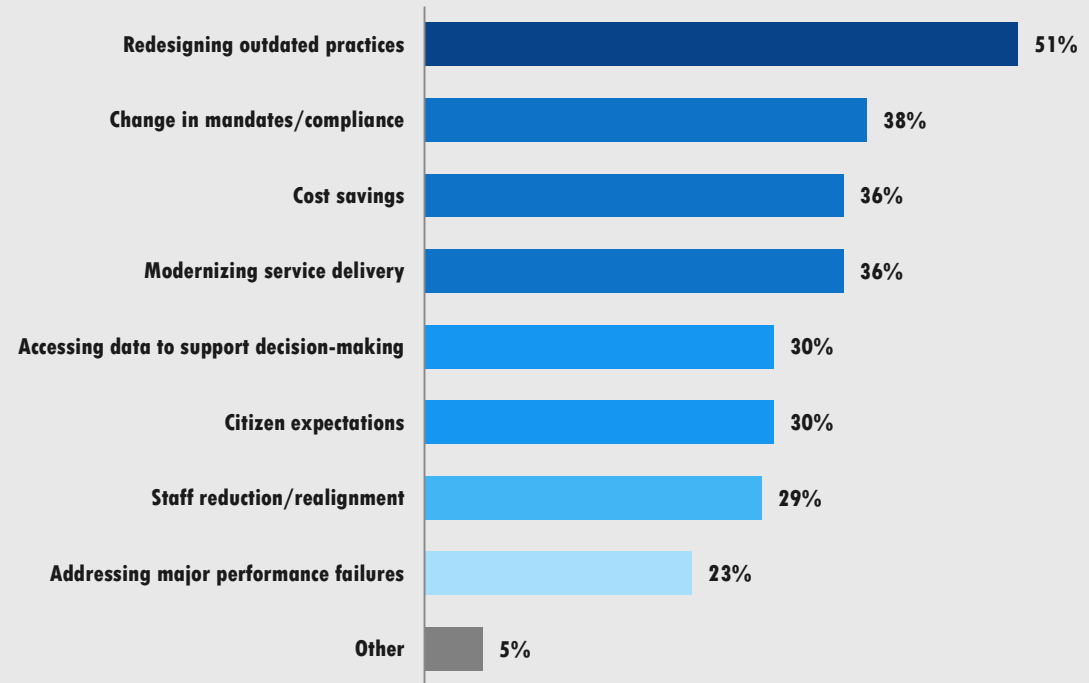 Redesigning outdated practices 51%
Change in mandates/compliance 38%
Cost savings 36%
Modernizing service delivery 36%
Accessing data to support decision-making 30%
Citizen expectations 30%
Staff reduction/realignment 29%
Addressing major performance failures 23%
Other 5%